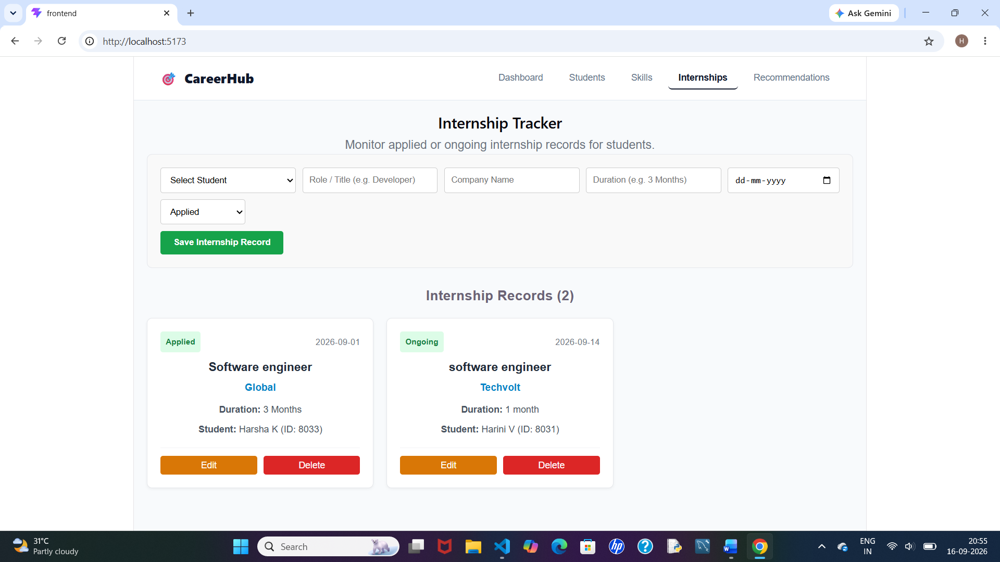 frontend
Ask Gemini
http://localhost:5173
H
CareerHub
Dashboard
Students
Skills
Internships
Recommendations
Internship Tracker
Monitor applied or ongoing internship records for students.
Select Student
Role / Title (e.g. Developer)
Company Name
Duration (e.g. 3 Months)
dd-mm-yyyy
Applied
Save Internship Record
Internship Records (2)
Applied
2026-09-01
Software engineer
Global
Duration: 3 Months
Student: Harsha K (ID: 8033)
Edit
Delete
Ongoing
2026-09-14
software engineer
Techvolt
Duration: 1 month
Student: Harini V (ID: 8031)
Edit
Delete
31°C
Partly cloudy
Search
hp
?
W
ENG
IN
20:55
16-09-2026